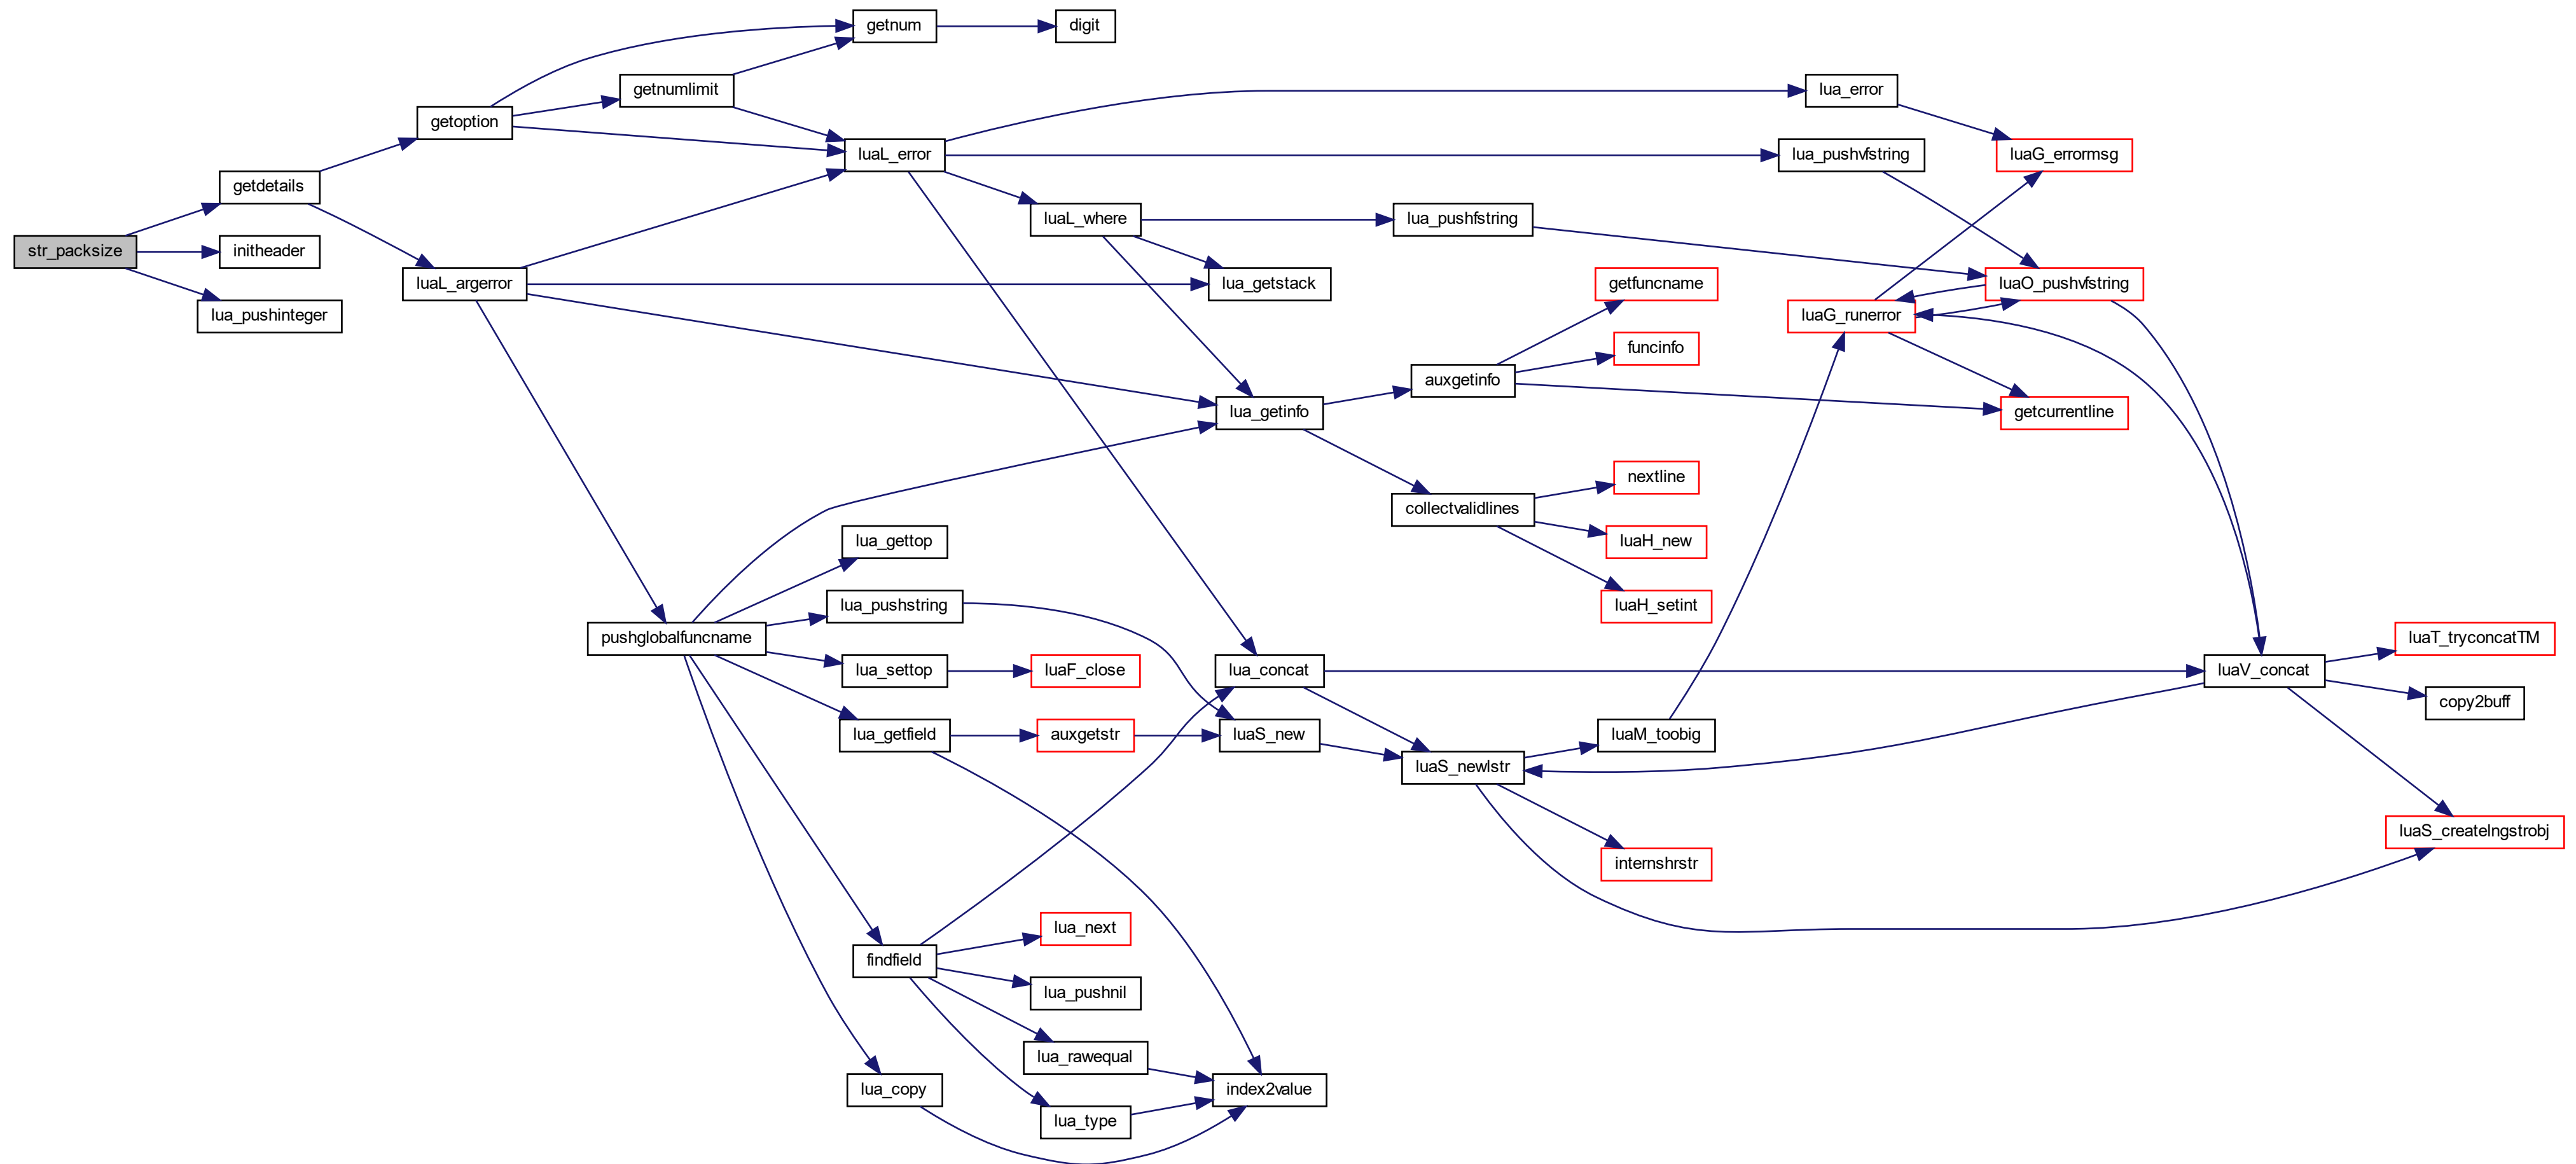 getnum
digit
getnumlimit
lua_error
getoption
luaL_error
lua_pushvfstring
luaG_errormsg
getdetails
luaL_where
lua_pushfstring
str_packsize
initheader
luaL_argerror
lua_getstack
getfuncname
luaO_pushvfstring
lua_pushinteger
luaG_runerror
funcinfo
auxgetinfo
lua_getinfo
getcurrentline
nextline
collectvalidlines
lua_gettop
luaH_new
lua_pushstring
luaH_setint
pushglobalfuncname
luaT_tryconcatTM
lua_settop
luaF_close
lua_concat
luaV_concat
copy2buff
lua_getfield
auxgetstr
luaS_new
luaM_toobig
luaS_newlstr
luaS_createlngstrobj
internshrstr
lua_next
findfield
lua_pushnil
lua_rawequal
lua_copy
index2value
lua_type